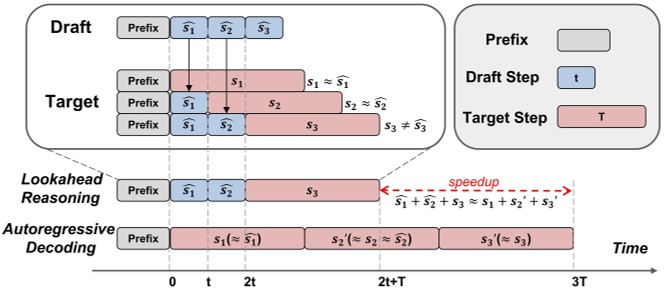 Draft Prefix ŝ₁ ŝ₂ ŝ₃
Prefix s₁ s₁ ≈ ŝ₁
Target Prefix ŝ₁ s₂ s₂ ≈ ŝ₂
Prefix ŝ₁ ŝ₂ s₃ s₃ ≠ ŝ₃
Prefix
Draft Step t
Target Step T
Lookahead
Reasoning
Prefix ŝ₁ ŝ₂ s₃
speedup
ŝ₁ + ŝ₂ + s₃ ≈ s₁ + s₂′ + s₃′
Autoregressive
Decoding
Prefix s₁(≈ ŝ₁) s₂′(≈ s₂ ≈ ŝ₂) s₃′(≈ s₃)
Time
0 t 2t 2t+T 3T